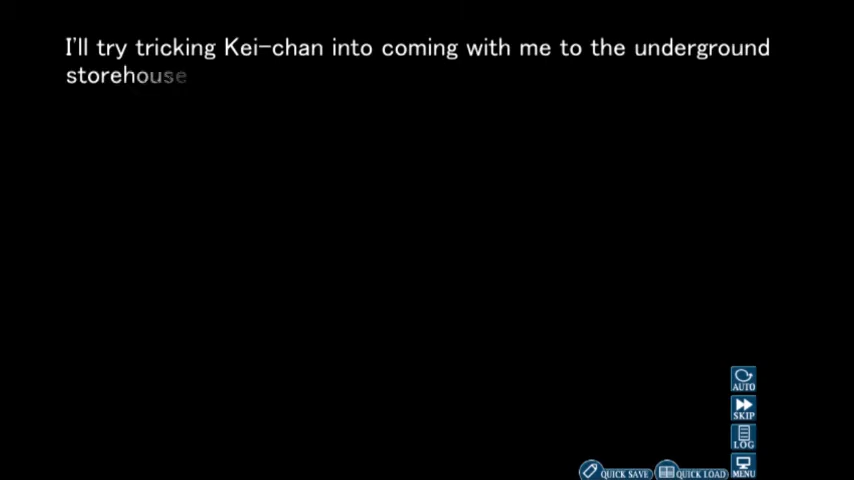 I'll try tricking Kei-chan into coming with me to the underground
storehouse
AUTO
SKIP
LOG
MENU
QUICK SAVE
QUICK LOAD